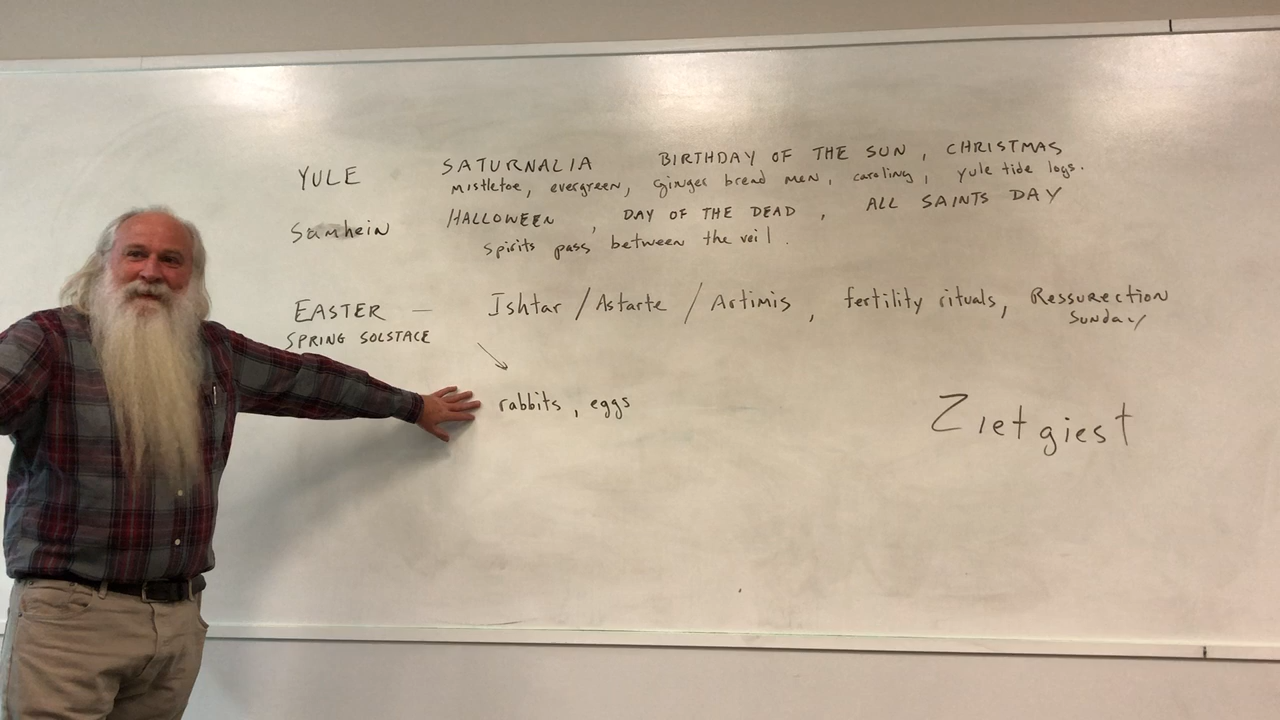 YULE SATURNALIA BIRTHDAY OF THE SUN, CHRISTMAS
mistletoe, evergreen, Ginger bread men, caroling, yule tide logs.
Samhein HALLOWEEN, DAY OF THE DEAD, ALL SAINTS DAY
spirits pass between the veil.
EASTER — Ishtar / Astarte / Artimis, fertility rituals, RESSURECTION
SPRING SOLSTACE Sunday
rabbits, eggs
Zietgiest